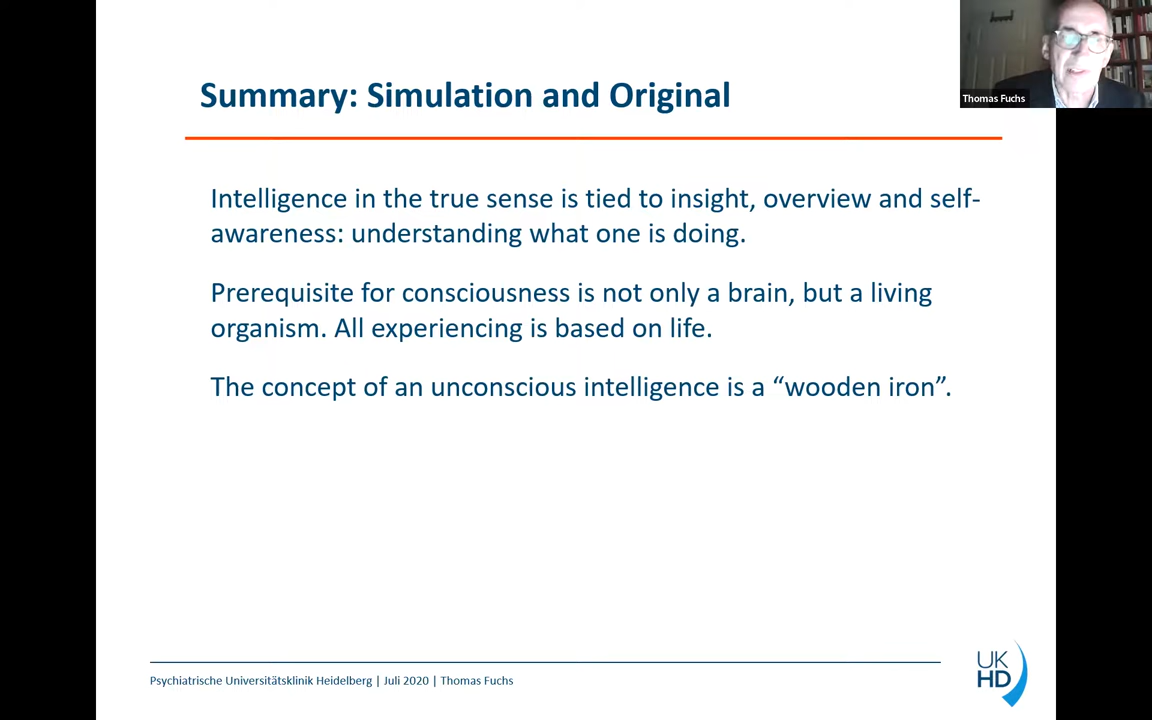 Summary: Simulation and Original
Thomas Fuchs
Intelligence in the true sense is tied to insight, overview and self-
awareness: understanding what one is doing.
Prerequisite for consciousness is not only a brain, but a living
organism. All experiencing is based on life.
The concept of an unconscious intelligence is a “wooden iron”.
Psychiatrische Universitätsklinik Heidelberg | Juli 2020 | Thomas Fuchs
UK
HD